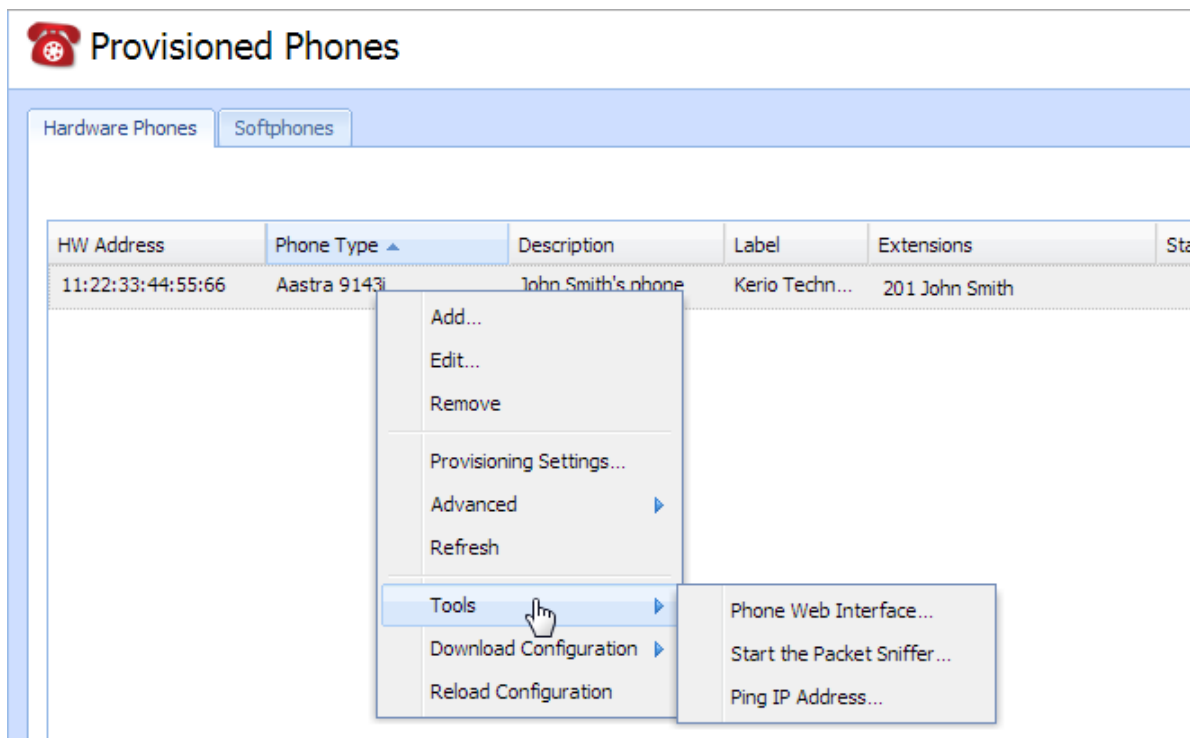 Provisioned Phones
Hardware Phones Softphones
HW Address Phone Type Description Label Extensions Sta
11:22:33:44:55:66 Aastra 9143i John Smith's phone Kerio Techn... 201 John Smith
Add...
Edit...
Remove
Provisioning Settings...
Advanced
Refresh
Tools
Download Configuration
Reload Configuration
Phone Web Interface...
Start the Packet Sniffer...
Ping IP Address...